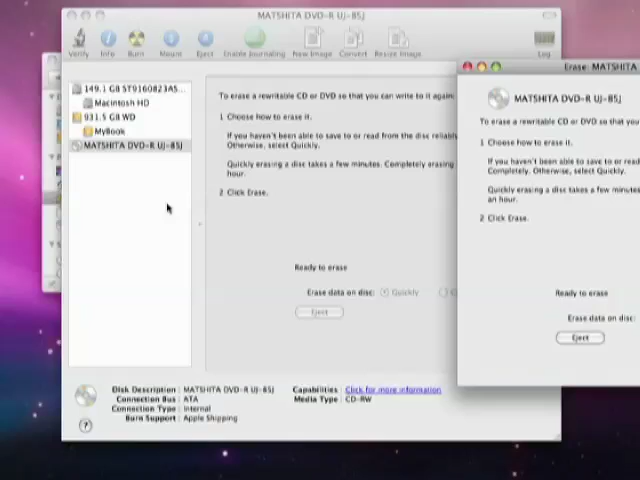 MATSHITA DVD-R UJ-85J
Verify Info Burn Mount Eject Enable Journaling New Image Convert Resize Image Log
149.1 GB ST9160823AS...
Macintosh HD
931.5 GB WD
MyBook
MATSHITA DVD-R UJ-85J
To erase a rewritable CD or DVD so that you can write to it again:
1 Choose how to erase it.
If you haven't been able to save to or read from the disc reliably
Otherwise, select Quickly.
Quickly erasing a disc takes a few minutes. Completely erasing
hour.
2 Click Erase.
Ready to erase
Erase data on disc: Quickly
Eject
Erase: MATSHITA
MATSHITA DVD-R UJ-85J
To erase a rewritable CD or DVD so that you
1 Choose how to erase it.
If you haven't been able to save to or read
Completely. Otherwise, select Quickly.
Quickly erasing a disc takes a few minutes
an hour.
2 Click Erase.
Ready to erase
Erase data on disc:
Eject
Disk Description : MATSHITA DVD-R UJ-85J
Connection Bus : ATA
Connection Type : Internal
Burn Support : Apple Shipping
Capabilities : Click for more information
Media Type : CD-RW
?